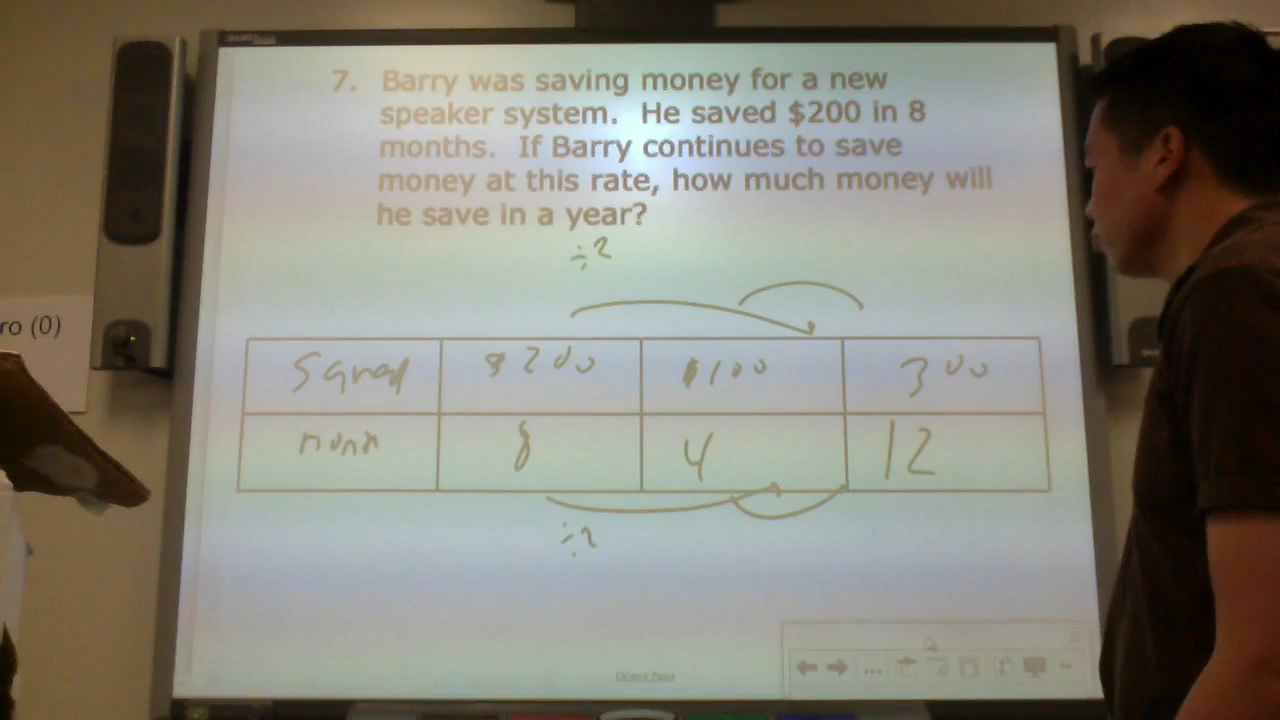 ro (0)
7. Barry was saving money for a new
speaker system. He saved $200 in 8
months. If Barry continues to save
money at this rate, how much money will
he save in a year?
÷2
$200 $100 300
8 4 12
÷2
Extend Page